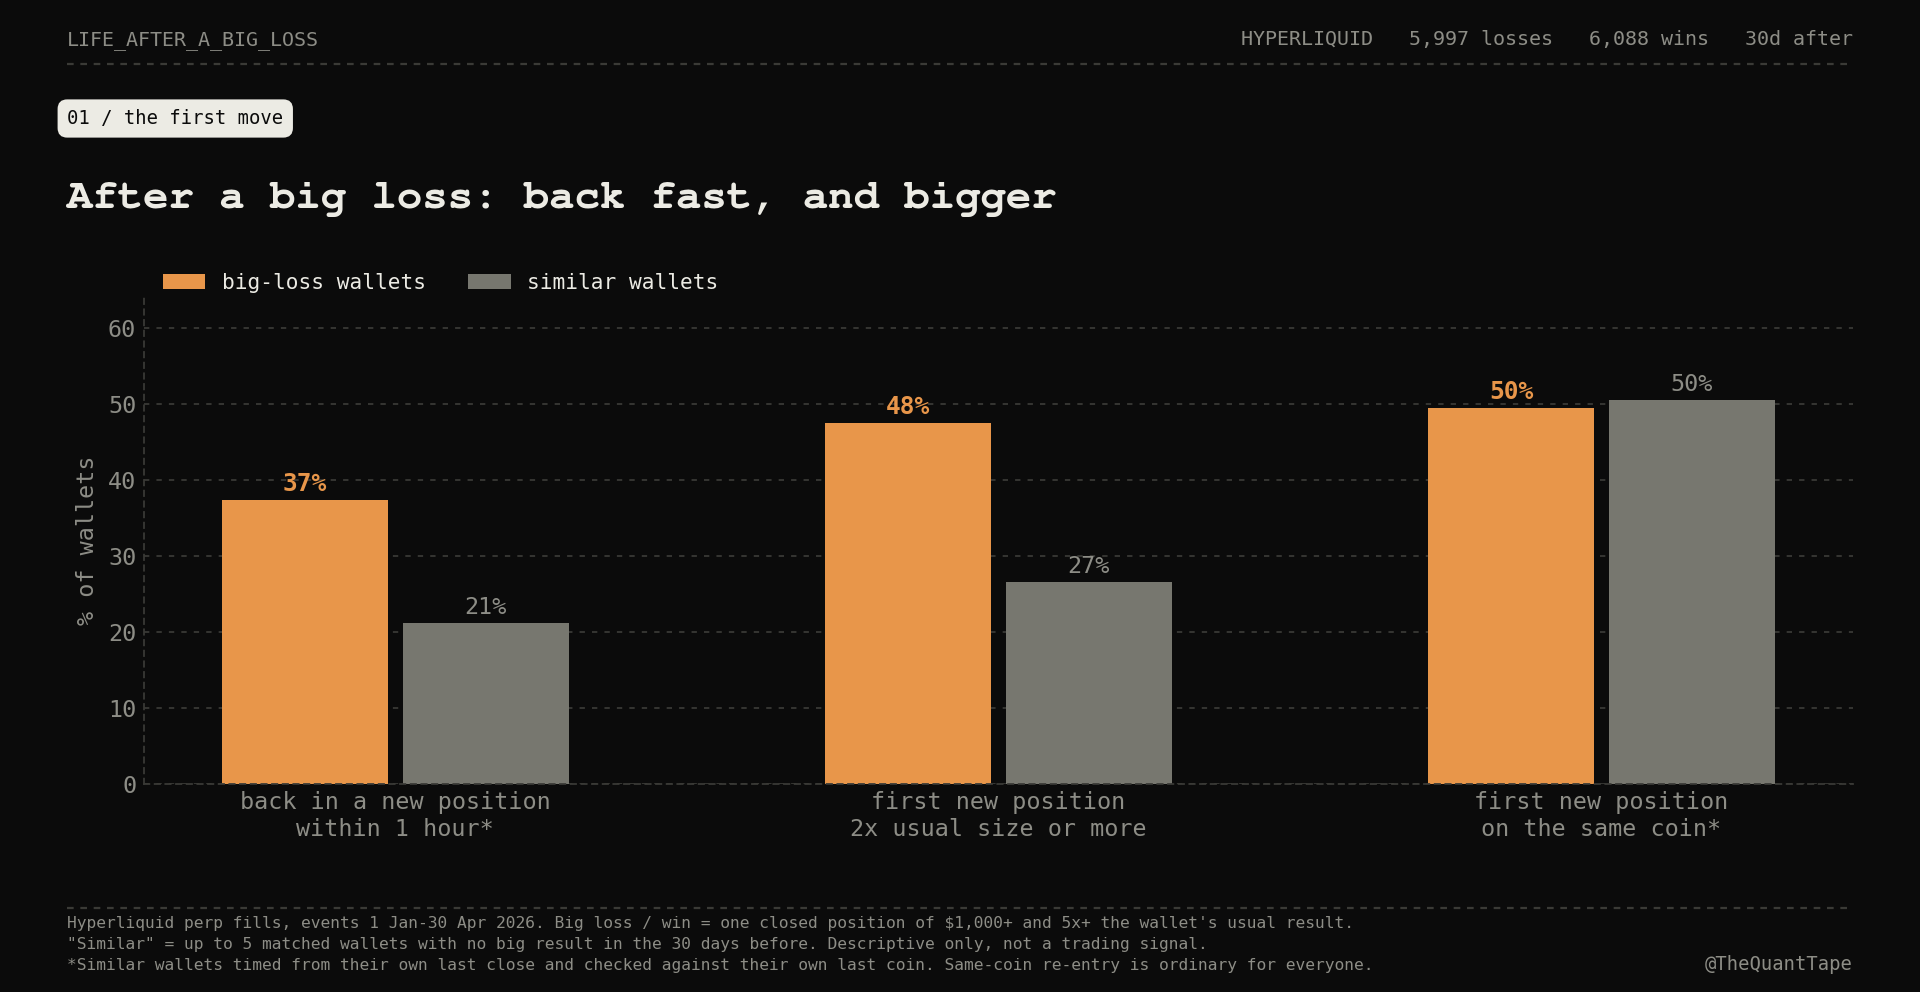 LIFE_AFTER_A_BIG_LOSS
HYPERLIQUID 5,997 losses 6,088 wins 30d after
01 / the first move
After a big loss: back fast, and bigger
big-loss wallets
similar wallets
% of wallets
60
50
40
30
20
10
0
37%
21%
48%
27%
50%
50%
back in a new position
within 1 hour*
first new position
2x usual size or more
first new position
on the same coin*
Hyperliquid perp fills, events 1 Jan-30 Apr 2026. Big loss / win = one closed position of $1,000+ and 5x+ the wallet's usual result.
"Similar" = up to 5 matched wallets with no big result in the 30 days before. Descriptive only, not a trading signal.
*Similar wallets timed from their own last close and checked against their own last coin. Same-coin re-entry is ordinary for everyone.
@TheQuantTape